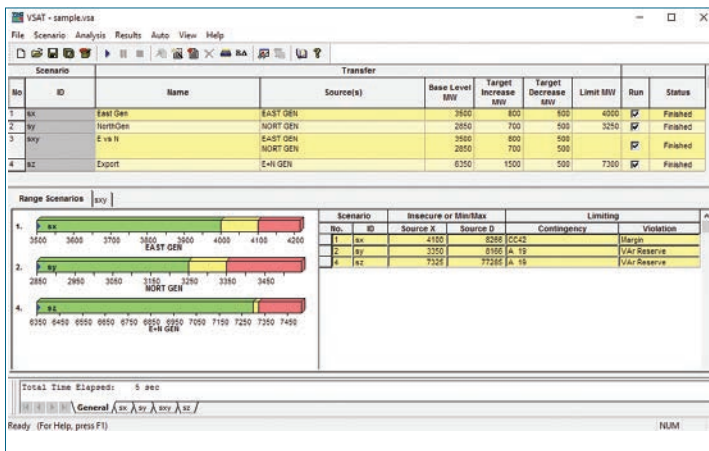 VSAT - sample.vsa
File Scenario Analysis Results Auto View Help
Scenario Transfer
No ID Name Source(s) Base Level MW Target Increase MW Target Decrease MW Limit MW Run Status
1 sx East Gen EAST GEN 3500 800 500 4000 Finished
2 sy NorthGen NORT GEN 2850 700 500 3250 Finished
3 sxy E vs N EAST GEN 3500 800 500 Finished
NORT GEN 2850 700 500
4 sz Export E+N GEN 6350 1500 500 7300 Finished
Range Scenarios sxy
1. sx
3500 3600 3700 3800 3900 4000 4100 4200
EAST GEN
2. sy
2850 2950 3050 3150 3250 3350 3450
NORT GEN
4. sz
6350 6450 6550 6650 6750 6850 6950 7050 7150 7250 7350 7450
E+N GEN
Scenario Insecure or Min/Max Limiting
No. ID Source X Source D Contingency Violation
1 sx 4100 8266 CC42 Margin
2 sy 3350 6166 A 19 VAr Reserve
4 sz 7325 77285 A 19 VAr Reserve
Total Time Elapsed: 5 sec
General sx sy sxy sz
Ready (For Help, press F1) NUM